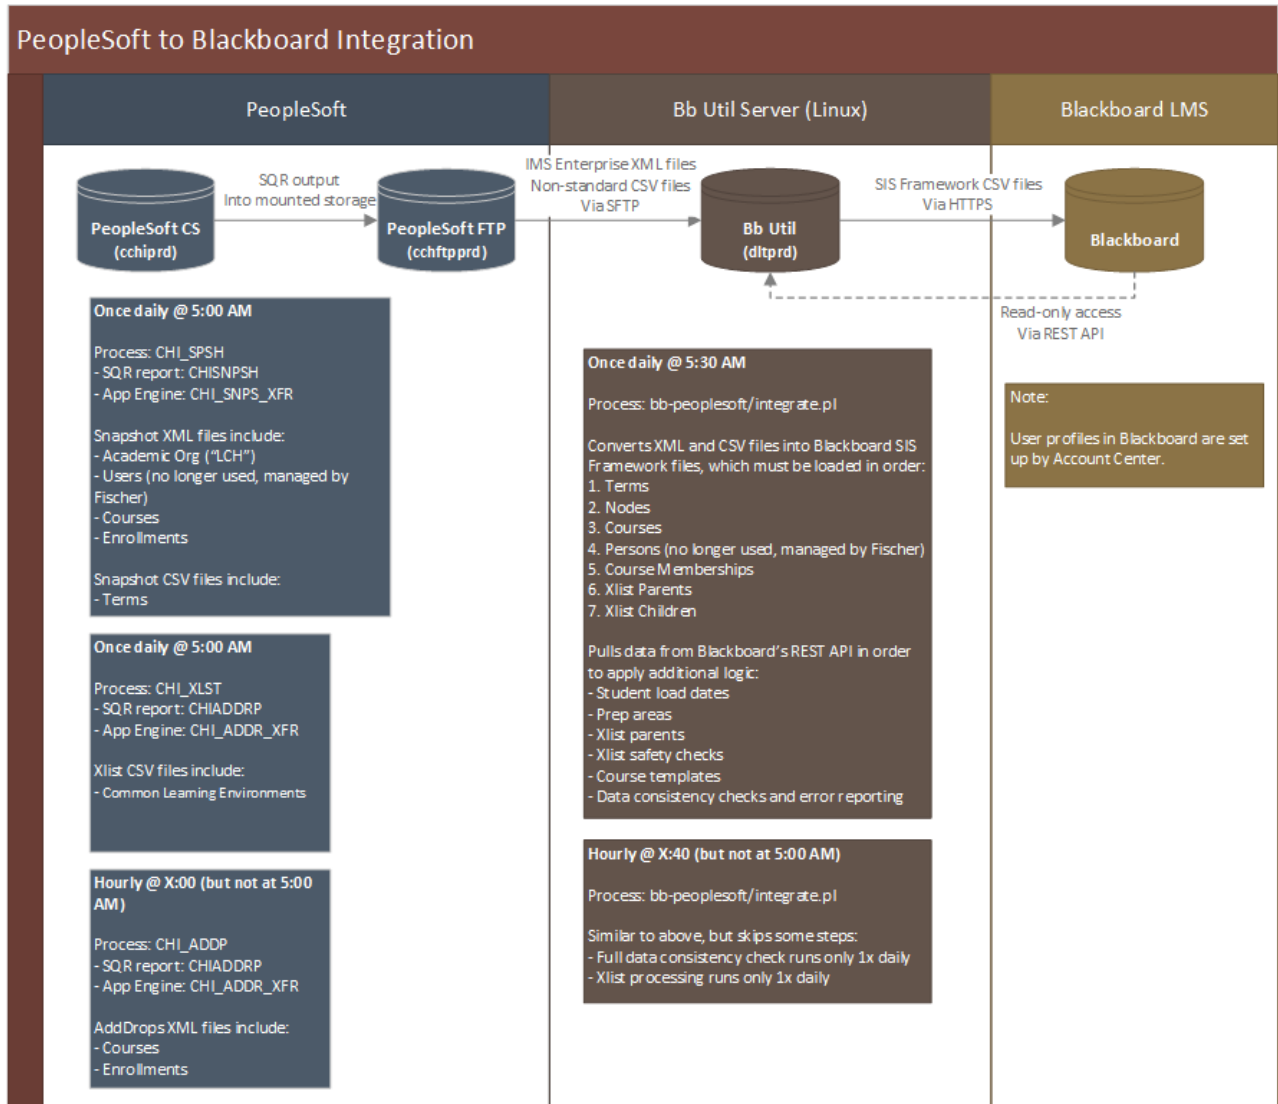 PeopleSoft to Blackboard Integration
PeopleSoft
Bb Util Server (Linux)
Blackboard LMS
SQR output
Into mounted storage
IMS Enterprise XML files
Non-standard CSV files
Via SFTP
SIS Framework CSV files
Via HTTPS
PeopleSoft CS
(cchiprd)
PeopleSoft FTP
(cchftpprd)
Bb Util
(dltprd)
Blackboard
Read-only access
Via REST API
Once daily @ 5:00 AM
Process: CHI_SPSH
- SQR report: CHISNPSH
- App Engine: CHI_SNPS_XFR
Snapshot XML files include:
- Academic Org ("LCH")
- Users (no longer used, managed by
Fischer)
- Courses
- Enrollments
Snapshot CSV files include:
- Terms
Once daily @ 5:00 AM
Process: CHI_XLST
- SQR report: CHIADDRP
- App Engine: CHI_ADDR_XFR
Xlist CSV files include:
- Common Learning Environments
Hourly @ X:00 (but not at 5:00
AM)
Process: CHI_ADDP
- SQR report: CHIADDRP
- App Engine: CHI_ADDR_XFR
AddDrops XML files include:
- Courses
- Enrollments
Once daily @ 5:30 AM
Process: bb-peoplesoft/integrate.pl
Converts XML and CSV files into Blackboard SIS
Framework files, which must be loaded in order:
1. Terms
2. Nodes
3. Courses
4. Persons (no longer used, managed by Fischer)
5. Course Memberships
6. Xlist Parents
7. Xlist Children
Pulls data from Blackboard's REST API in order
to apply additional logic:
- Student load dates
- Prep areas
- Xlist parents
- Xlist safety checks
- Course templates
- Data consistency checks and error reporting
Hourly @ X:40 (but not at 5:00 AM)
Process: bb-peoplesoft/integrate.pl
Similar to above, but skips some steps:
- Full data consistency check runs only 1x daily
- Xlist processing runs only 1x daily
Note:
User profiles in Blackboard are set
up by Account Center.